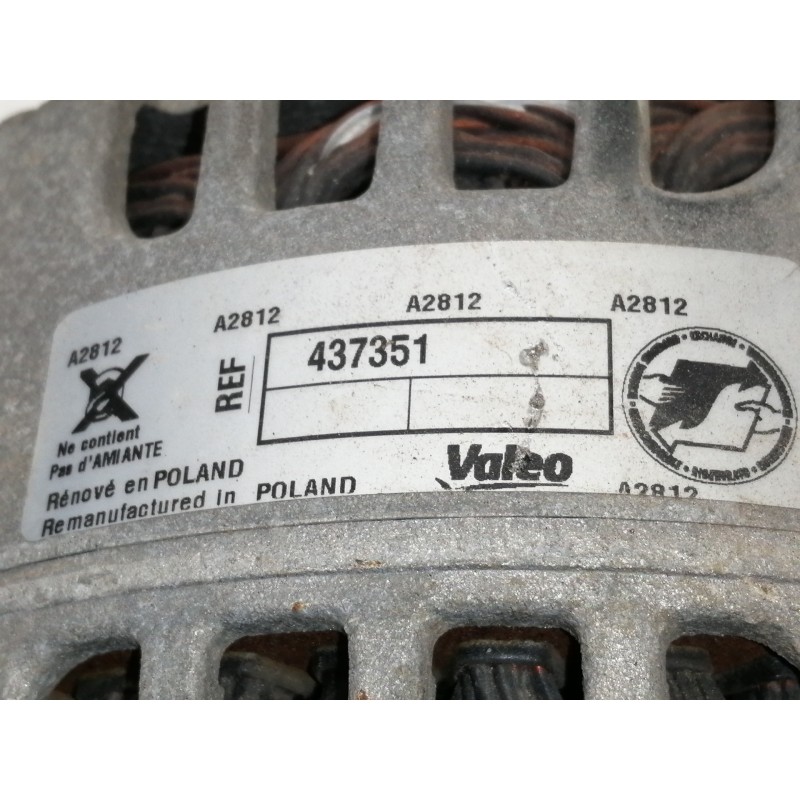 A2812 A2812 A2812 A2812
REF 437351
Ne contient
Pas d'AMIANTE
Valeo
Rénové en POLAND
Remanufactured in POLAND
A2812